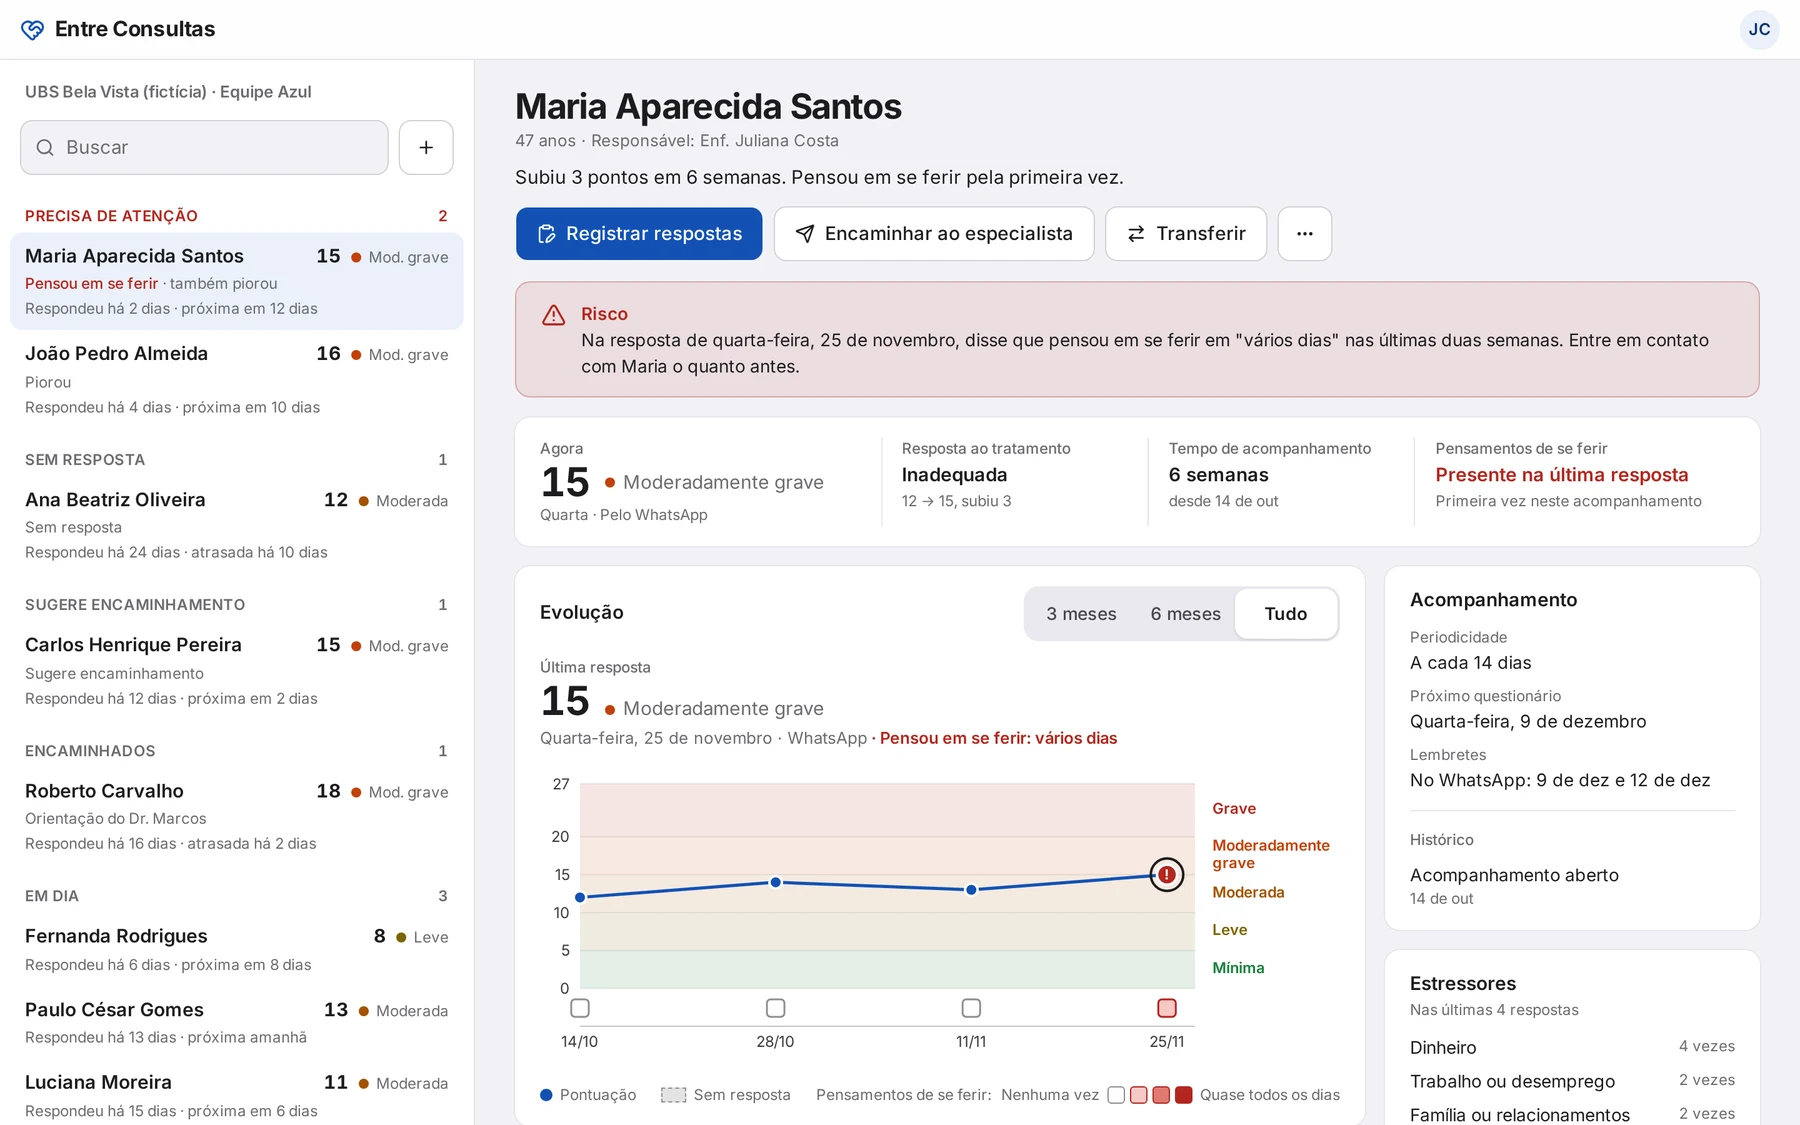 Entre Consultas
JC
UBS Bela Vista (fictícia) · Equipe Azul
Buscar
+
PRECISA DE ATENÇÃO 2
Maria Aparecida Santos 15 Mod. grave
Pensou em se ferir · também piorou
Respondeu há 2 dias · próxima em 12 dias
João Pedro Almeida 16 Mod. grave
Piorou
Respondeu há 4 dias · próxima em 10 dias
SEM RESPOSTA 1
Ana Beatriz Oliveira 12 Moderada
Sem resposta
Respondeu há 24 dias · atrasada há 10 dias
SUGERE ENCAMINHAMENTO 1
Carlos Henrique Pereira 15 Mod. grave
Sugere encaminhamento
Respondeu há 12 dias · próxima em 2 dias
ENCAMINHADOS 1
Roberto Carvalho 18 Mod. grave
Orientação do Dr. Marcos
Respondeu há 16 dias · atrasada há 2 dias
EM DIA 3
Fernanda Rodrigues 8 Leve
Respondeu há 6 dias · próxima em 8 dias
Paulo César Gomes 13 Moderada
Respondeu há 13 dias · próxima amanhã
Luciana Moreira 11 Moderada
Respondeu há 15 dias · próxima em 6 dias
Maria Aparecida Santos
47 anos · Responsável: Enf. Juliana Costa
Subiu 3 pontos em 6 semanas. Pensou em se ferir pela primeira vez.
Registrar respostas
Encaminhar ao especialista
Transferir
Risco
Na resposta de quarta-feira, 25 de novembro, disse que pensou em se ferir em "vários dias" nas últimas duas semanas. Entre em contato
com Maria o quanto antes.
Agora
15 Moderadamente grave
Quarta · Pelo WhatsApp
Resposta ao tratamento
Inadequada
12 → 15, subiu 3
Tempo de acompanhamento
6 semanas
desde 14 de out
Pensamentos de se ferir
Presente na última resposta
Primeira vez neste acompanhamento
Evolução
3 meses 6 meses Tudo
Última resposta
15 Moderadamente grave
Quarta-feira, 25 de novembro · WhatsApp · Pensou em se ferir: vários dias
27
20
15
10
5
0
Grave
Moderadamente
grave
Moderada
Leve
Mínima
14/10 28/10 11/11 25/11
Pontuação Sem resposta Pensamentos de se ferir: Nenhuma vez Quase todos os dias
Acompanhamento
Periodicidade
A cada 14 dias
Próximo questionário
Quarta-feira, 9 de dezembro
Lembretes
No WhatsApp: 9 de dez e 12 de dez
Histórico
Acompanhamento aberto
14 de out
Estressores
Nas últimas 4 respostas
Dinheiro 4 vezes
Trabalho ou desemprego 2 vezes
Família ou relacionamentos 2 vezes